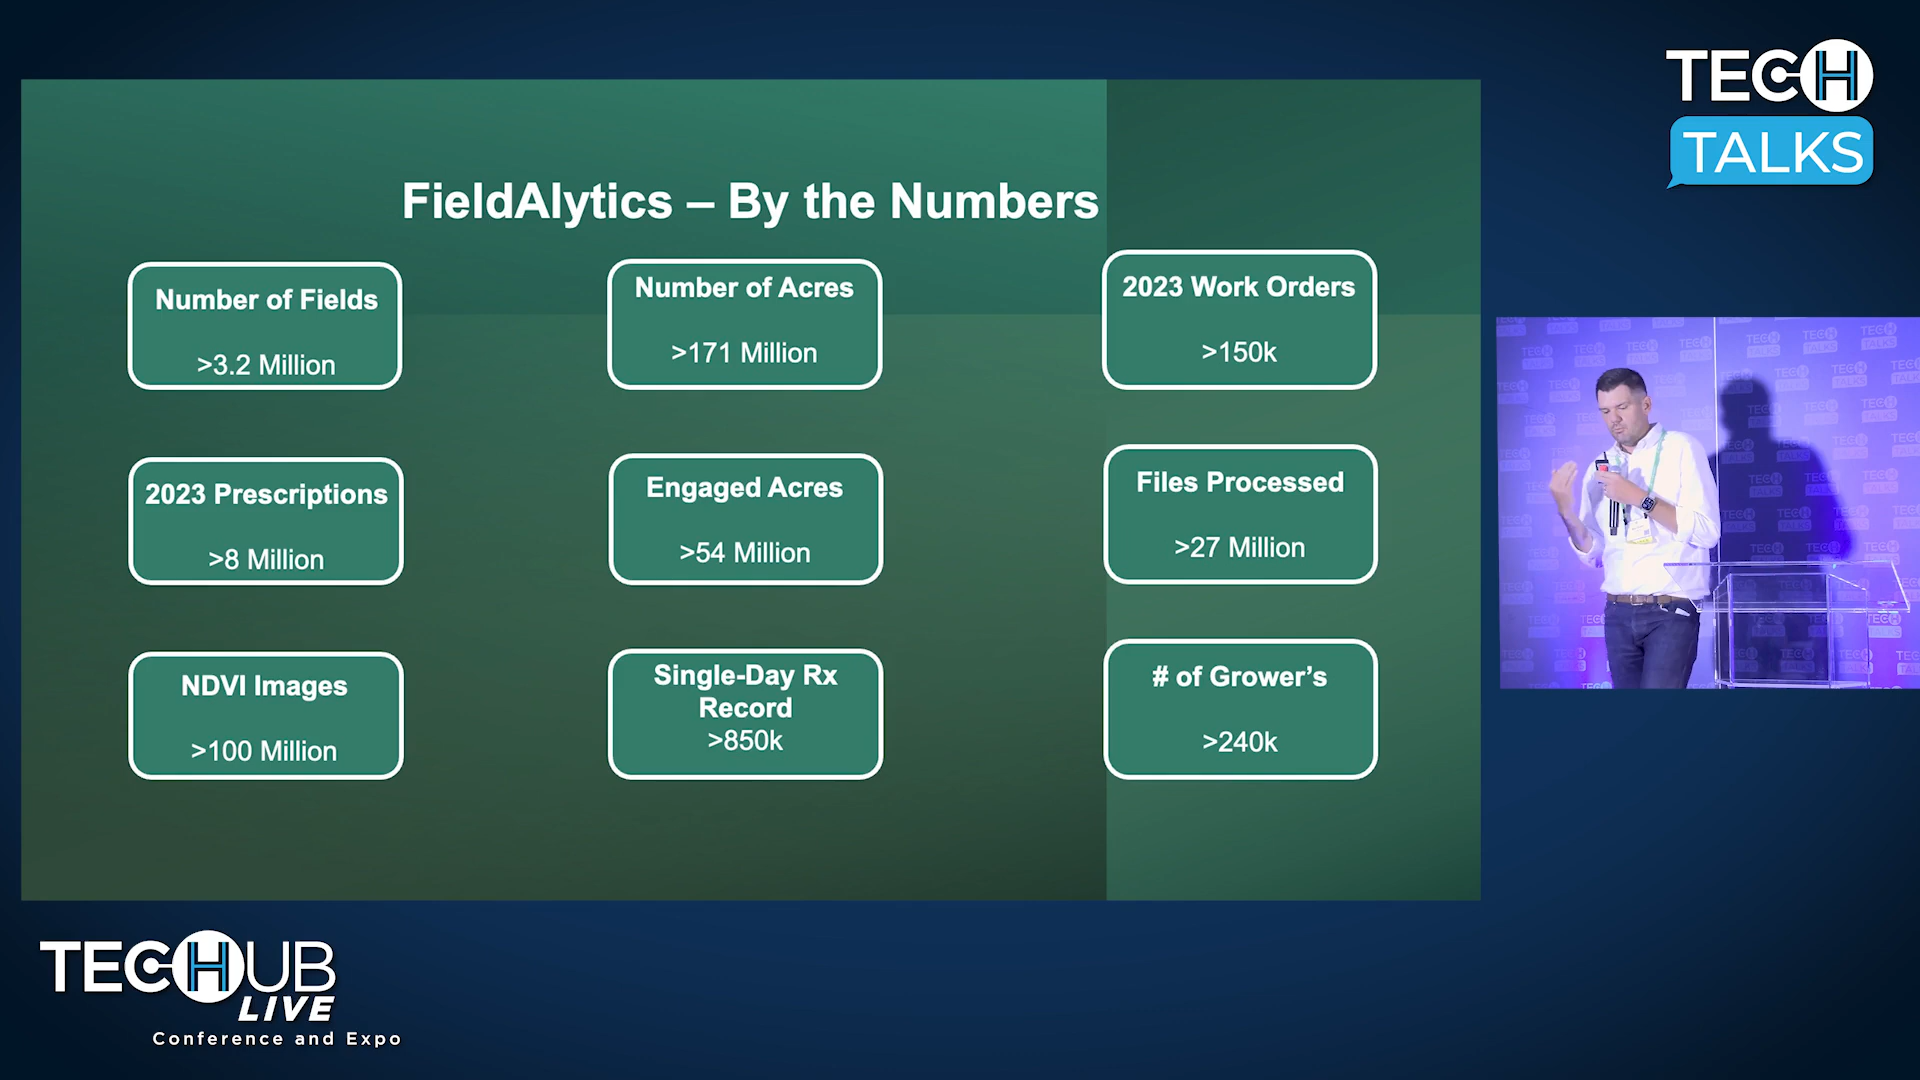 TECH
TALKS
FieldAlytics – By the Numbers
Number of Fields
>3.2 Million
Number of Acres
>171 Million
2023 Work Orders
>150k
2023 Prescriptions
>8 Million
Engaged Acres
>54 Million
Files Processed
>27 Million
NDVI Images
>100 Million
Single-Day Rx
Record
>850k
# of Grower’s
>240k
TECHUB
LIVE
Conference and Expo